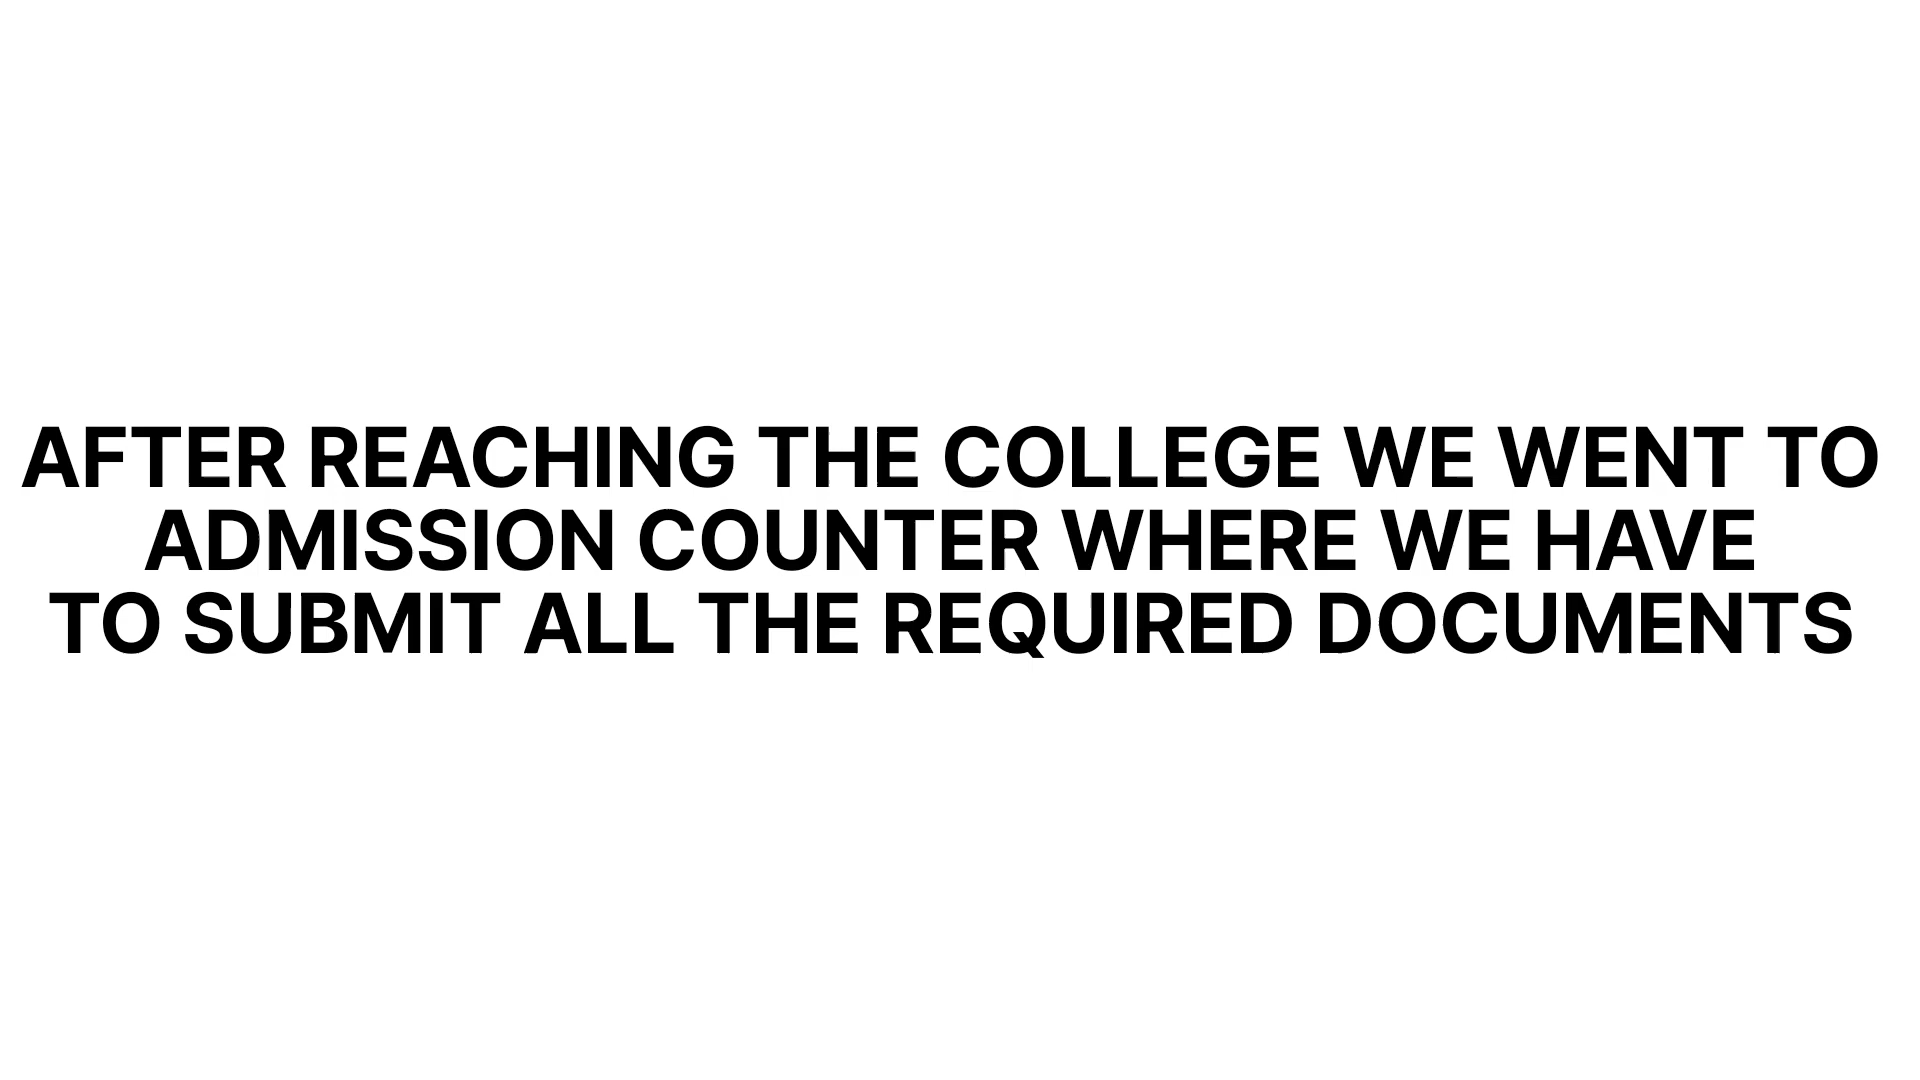 AFTER REACHING THE COLLEGE WE WENT TO
ADMISSION COUNTER WHERE WE HAVE
TO SUBMIT ALL THE REQUIRED DOCUMENTS